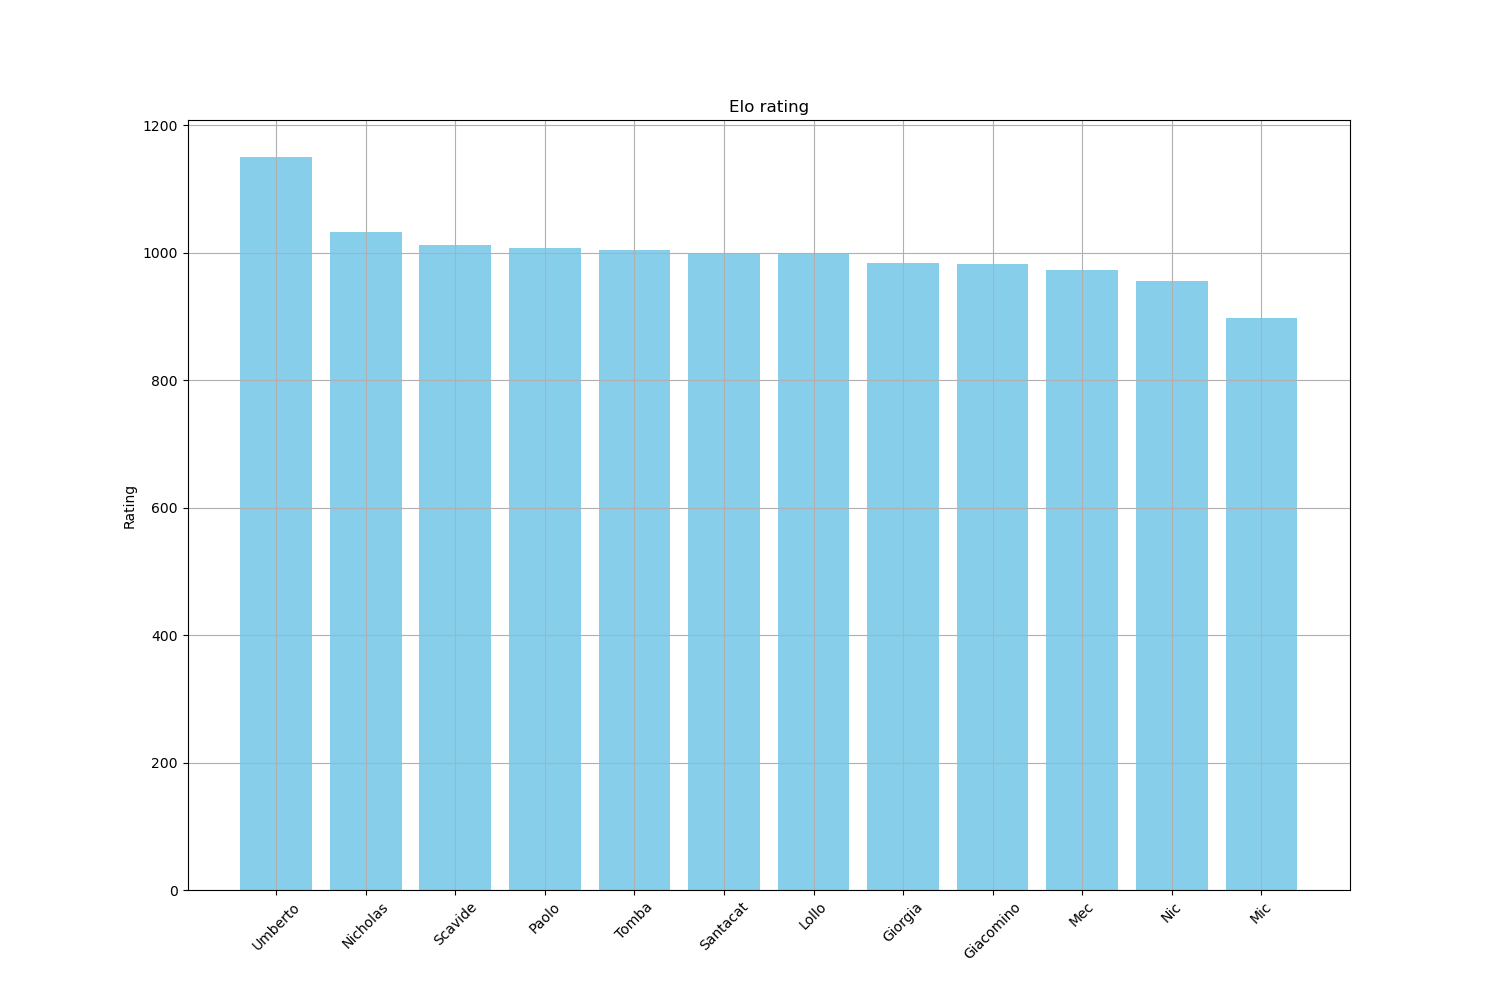 Elo rating
Rating
1200
1000
800
600
400
200
0
Umberto
Nicholas
Scavide
Paolo
Tomba
Santacat
Lollo
Giorgia
Giacomino
Mec
Nic
Mic